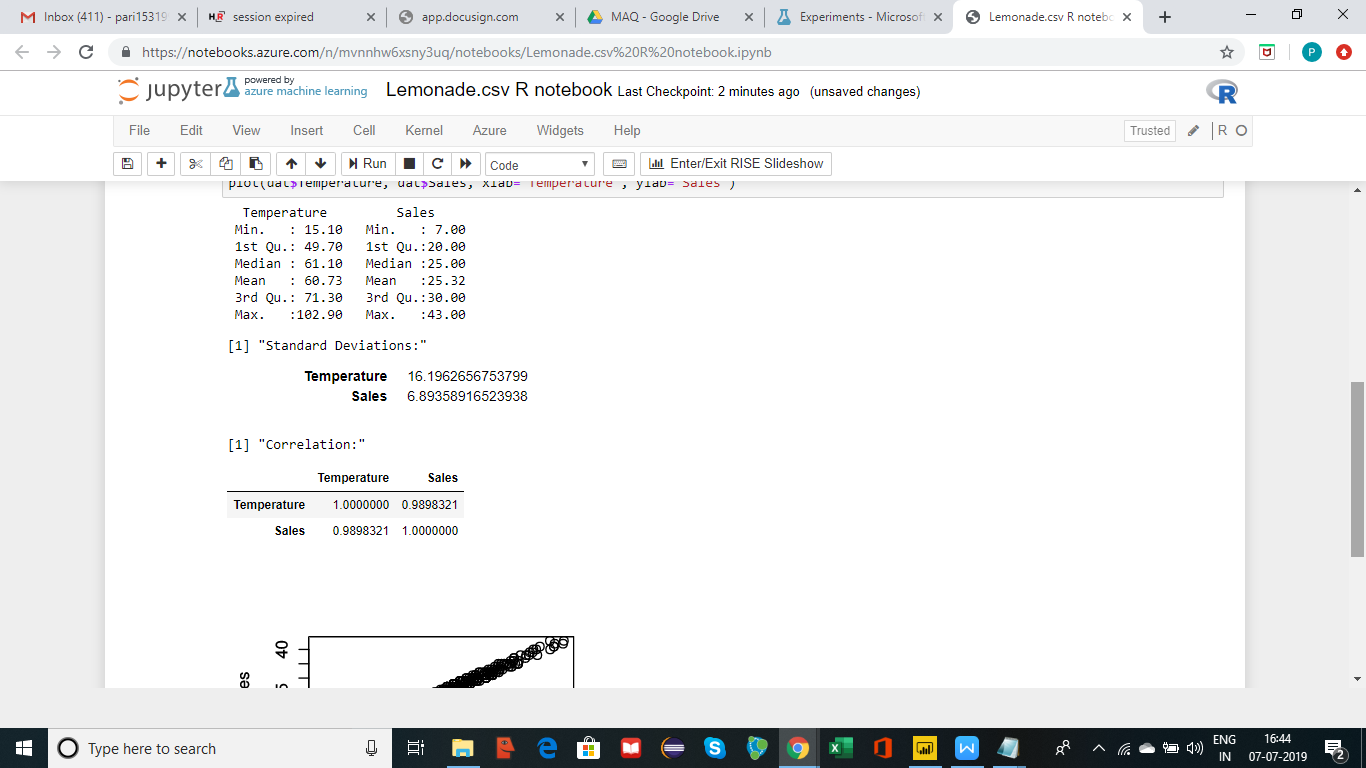 Inbox (411) - pari15319
session expired
app.docusign.com
MAQ - Google Drive
Experiments - Microsof
Lemonade.csv R notebo
https://notebooks.azure.com/n/mvnnhw6xsny3uq/notebooks/Lemonade.csv%20R%20notebook.ipynb
P
jupyter powered by azure machine learning Lemonade.csv R notebook Last Checkpoint: 2 minutes ago (unsaved changes)
R
File Edit View Insert Cell Kernel Azure Widgets Help Trusted R
Run Code Enter/Exit RISE Slideshow
plot(dat$Temperature, dat$Sales, xlab="Temperature", ylab="Sales")
Temperature Sales
Min. : 15.10 Min. : 7.00
1st Qu.: 49.70 1st Qu.:20.00
Median : 61.10 Median :25.00
Mean : 60.73 Mean :25.32
3rd Qu.: 71.30 3rd Qu.:30.00
Max. :102.90 Max. :43.00
[1] "Standard Deviations:"
Temperature 16.1962656753799
Sales 6.89358916523938
[1] "Correlation:"
Temperature Sales
Temperature 1.0000000 0.9898321
Sales 0.9898321 1.0000000
40
es
Type here to search
ENG
IN
16:44
07-07-2019
2